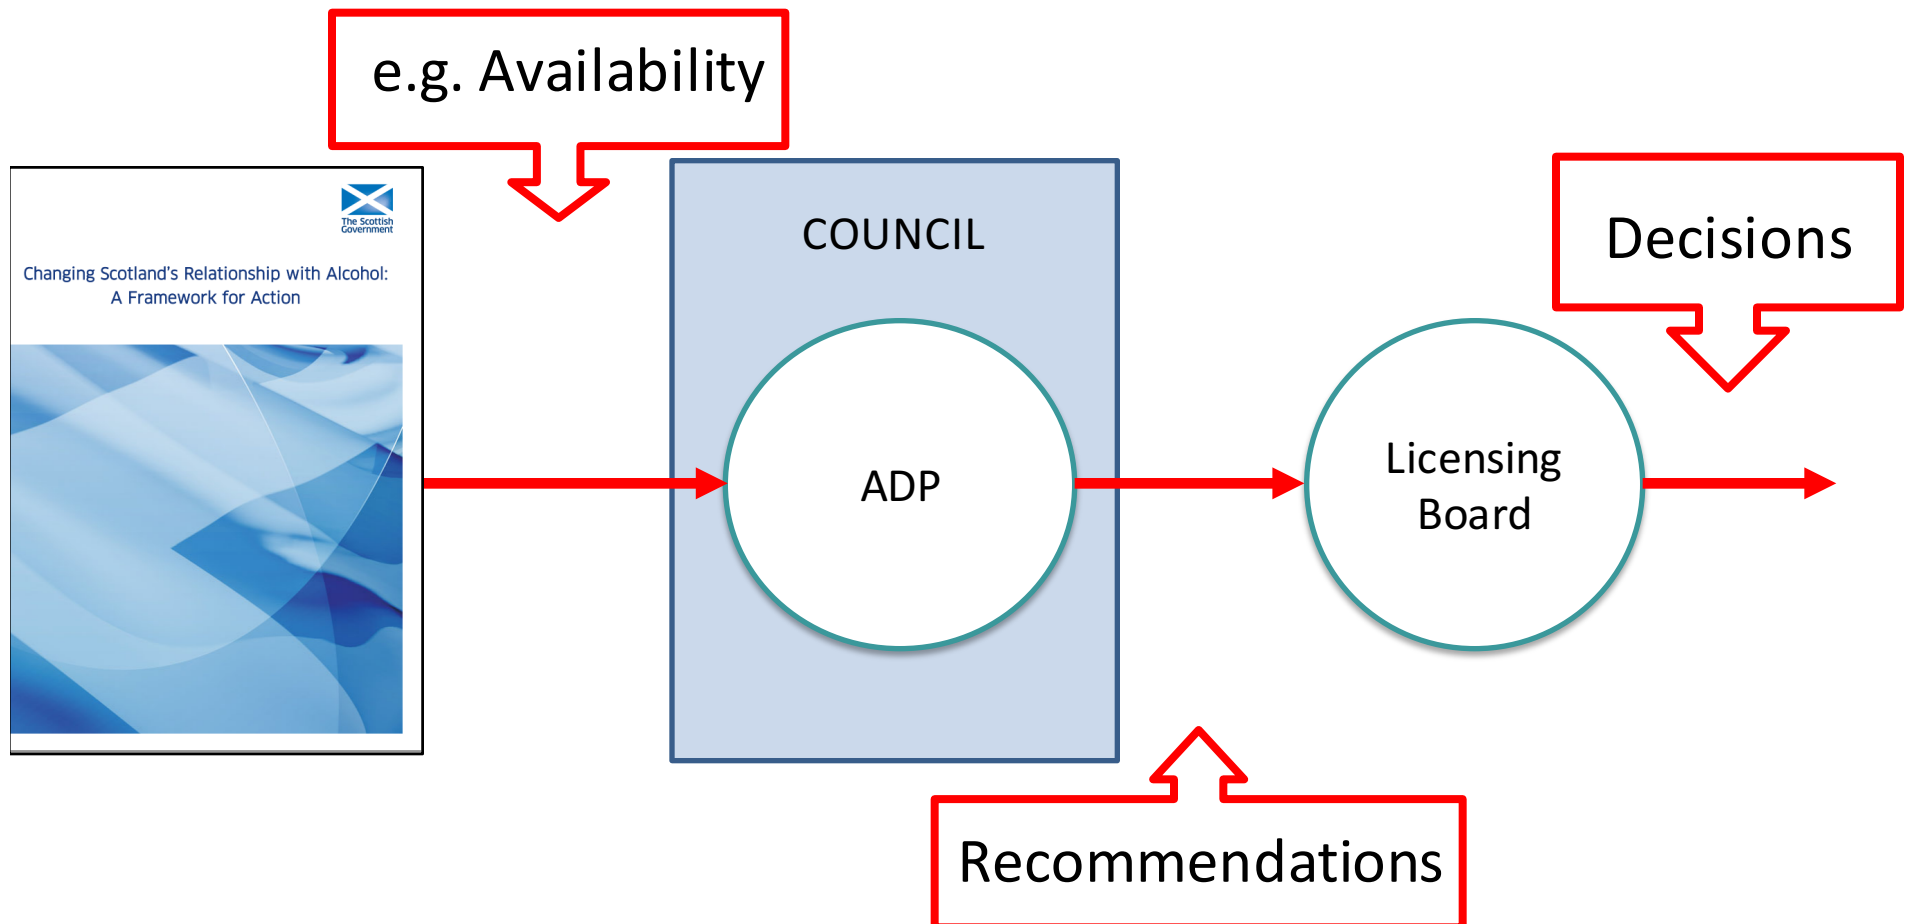 e.g. Availability
The Scottish
Government
Changing Scotland's Relationship with Alcohol:
A Framework for Action
COUNCIL
ADP
Licensing
Board
Decisions
Recommendations